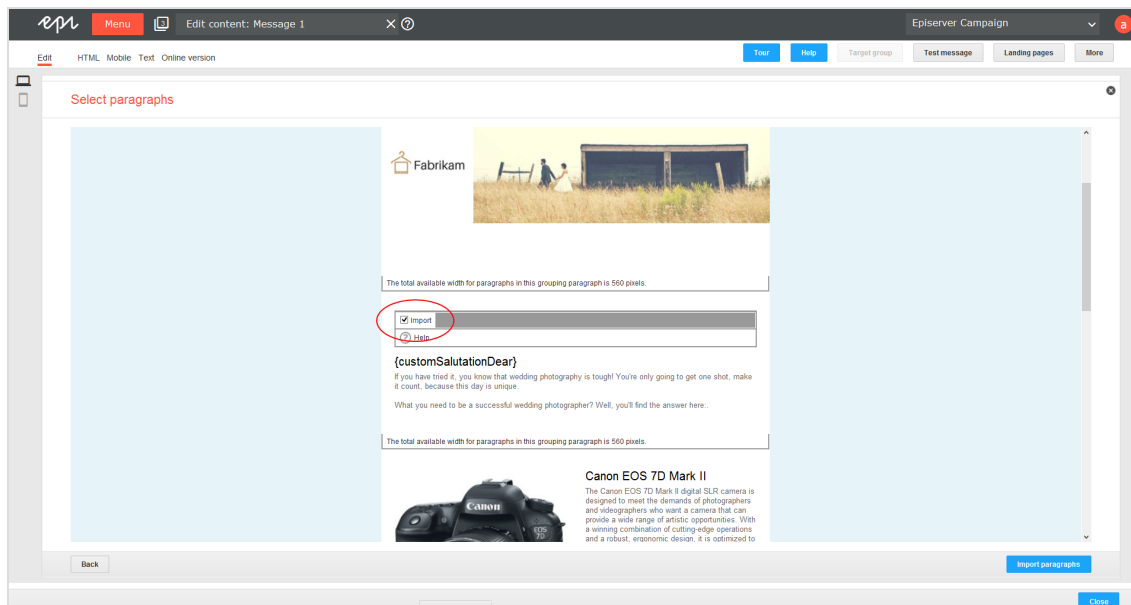 epi Menu 3 Edit content: Message 1 Episerver Campaign a
Edit HTML Mobile Text Online version Tour Help Target group Test message Landing pages More
Select paragraphs
Fabrikam
The total available width for paragraphs in this grouping paragraph is 560 pixels.
Import
Help
{customSalutationDear}
If you have tried it, you know that wedding photography is tough! You're only going to get one shot, make
it count, because this day is unique.
What you need to be a successful wedding photographer? Well, you'll find the answer here:.
The total available width for paragraphs in this grouping paragraph is 560 pixels.
Canon EOS 7D Mark II
The Canon EOS 7D Mark II digital SLR camera is
designed to meet the demands of photographers
and videographers who want a camera that can
provide a wide range of artistic opportunities. With
a winning combination of cutting-edge operations
and a robust, ergonomic design, it is optimized to
Canon
EOS
7D
Back Import paragraphs
Close